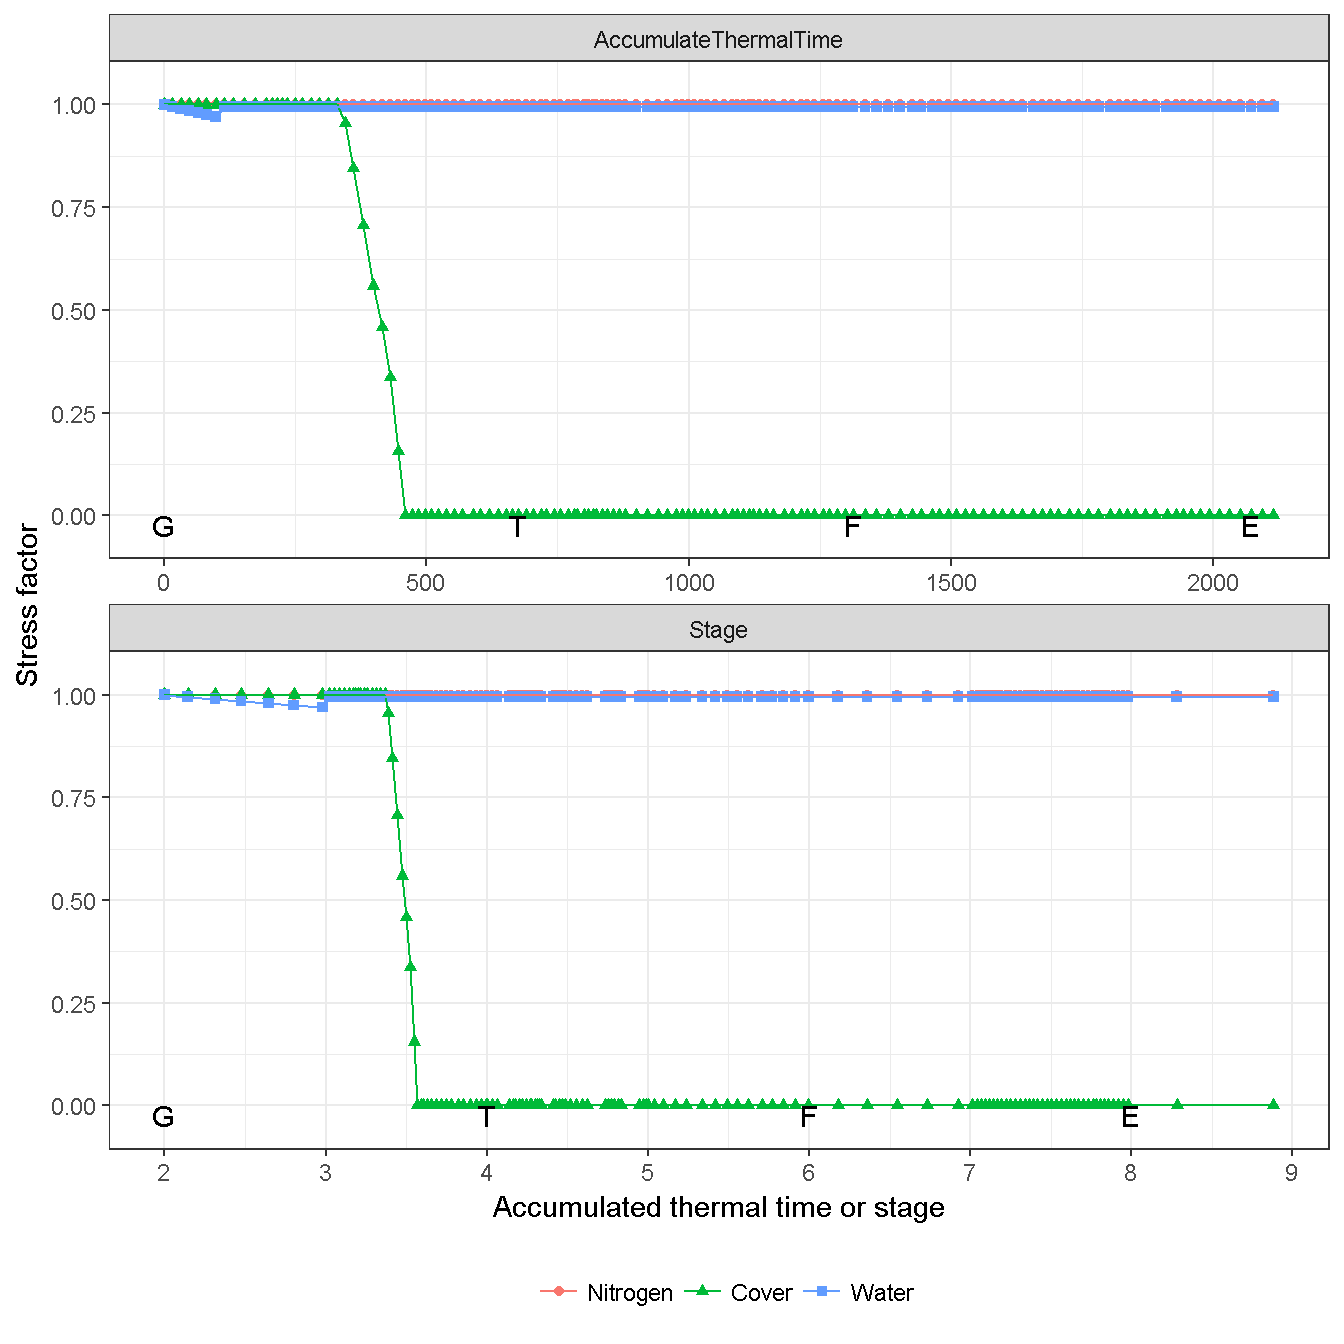 AccumulateThermalTime
1.00
0.75
0.50
0.25
0.00
G T F E
0 500 1000 1500 2000
Stage
1.00
0.75
0.50
0.25
0.00
G T F E
2 3 4 5 6 7 8 9
Stress factor
Accumulated thermal time or stage
Nitrogen Cover Water